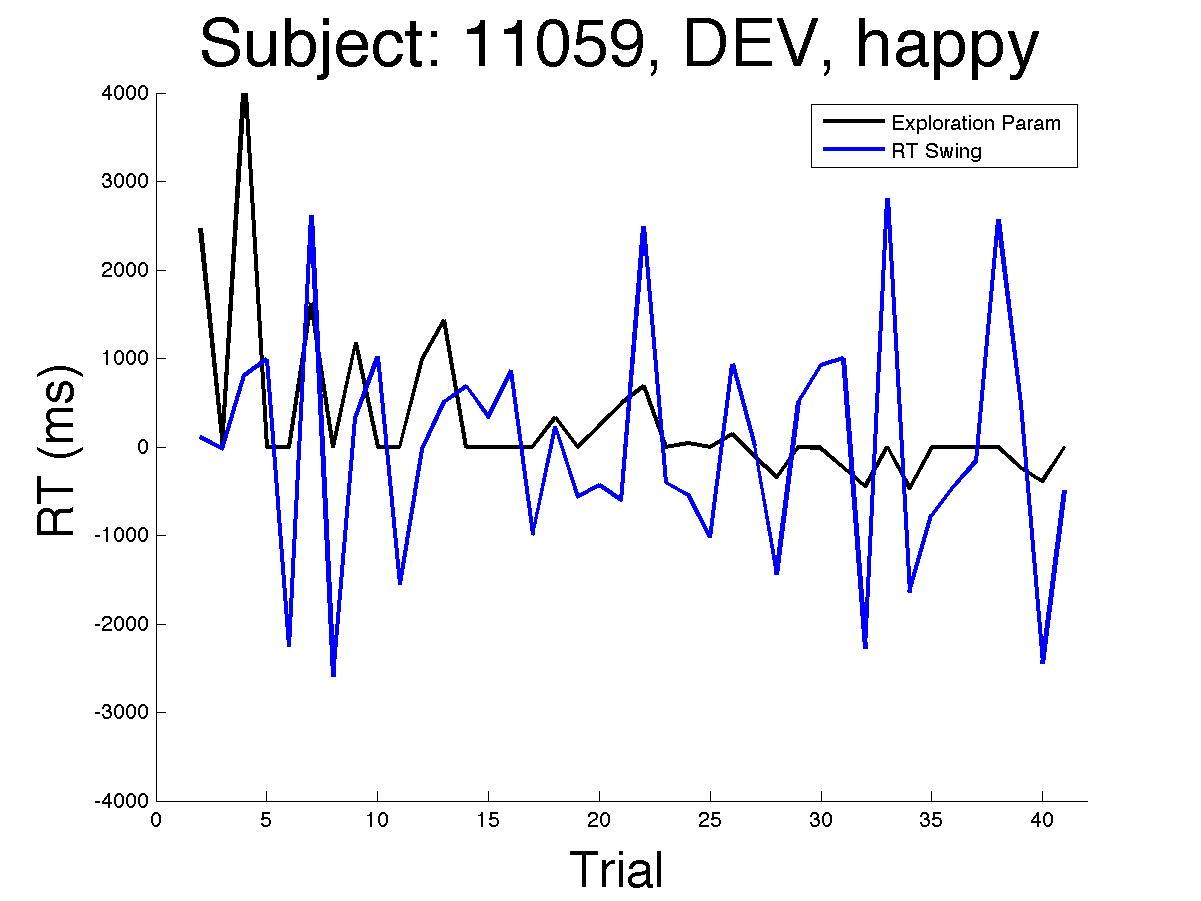 Subject: 11059, DEV, happy
Exploration Param
RT Swing
4000
3000
2000
1000
0
-1000
-2000
-3000
-4000
RT (ms)
0 5 10 15 20 25 30 35 40
Trial